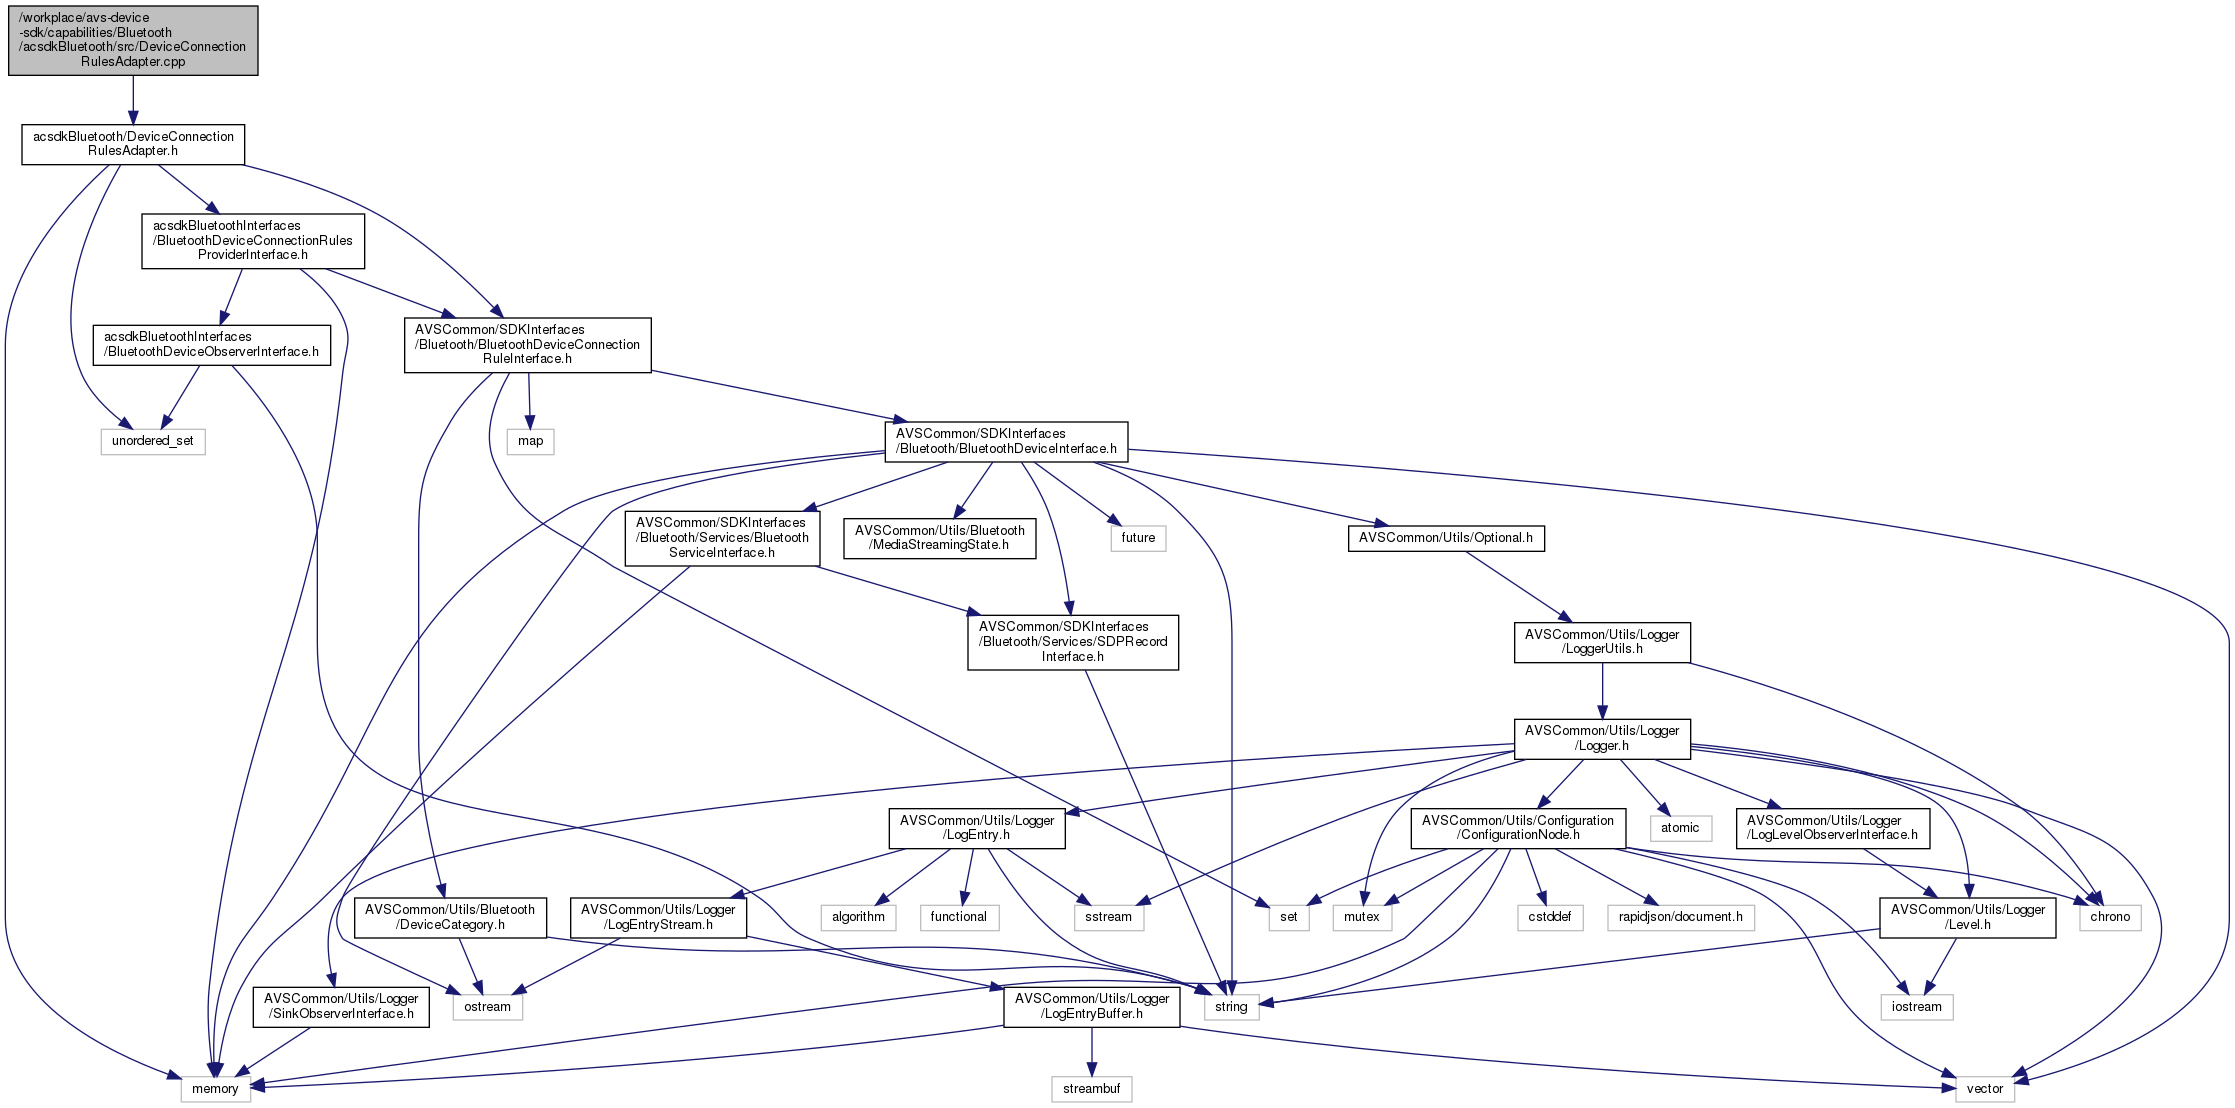 /workplace/avs-device
-sdk/capabilities/Bluetooth
/acsdkBluetooth/src/DeviceConnection
RulesAdapter.cpp
acsdkBluetooth/DeviceConnection
RulesAdapter.h
acsdkBluetoothInterfaces
/BluetoothDeviceConnectionRules
ProviderInterface.h
acsdkBluetoothInterfaces
/BluetoothDeviceObserverInterface.h
AVSCommon/SDKInterfaces
/Bluetooth/BluetoothDeviceConnection
RuleInterface.h
unordered_set
map
AVSCommon/SDKInterfaces
/Bluetooth/BluetoothDeviceInterface.h
AVSCommon/SDKInterfaces
/Bluetooth/Services/Bluetooth
ServiceInterface.h
AVSCommon/Utils/Bluetooth
/MediaStreamingState.h
future
AVSCommon/Utils/Optional.h
AVSCommon/SDKInterfaces
/Bluetooth/Services/SDPRecord
Interface.h
AVSCommon/Utils/Logger
/LoggerUtils.h
AVSCommon/Utils/Logger
/Logger.h
AVSCommon/Utils/Logger
/LogEntry.h
AVSCommon/Utils/Configuration
/ConfigurationNode.h
atomic
AVSCommon/Utils/Logger
/LogLevelObserverInterface.h
AVSCommon/Utils/Bluetooth
/DeviceCategory.h
AVSCommon/Utils/Logger
/LogEntryStream.h
algorithm
functional
sstream
set
mutex
cstddef
rapidjson/document.h
AVSCommon/Utils/Logger
/Level.h
chrono
AVSCommon/Utils/Logger
/SinkObserverInterface.h
ostream
AVSCommon/Utils/Logger
/LogEntryBuffer.h
string
iostream
memory
streambuf
vector